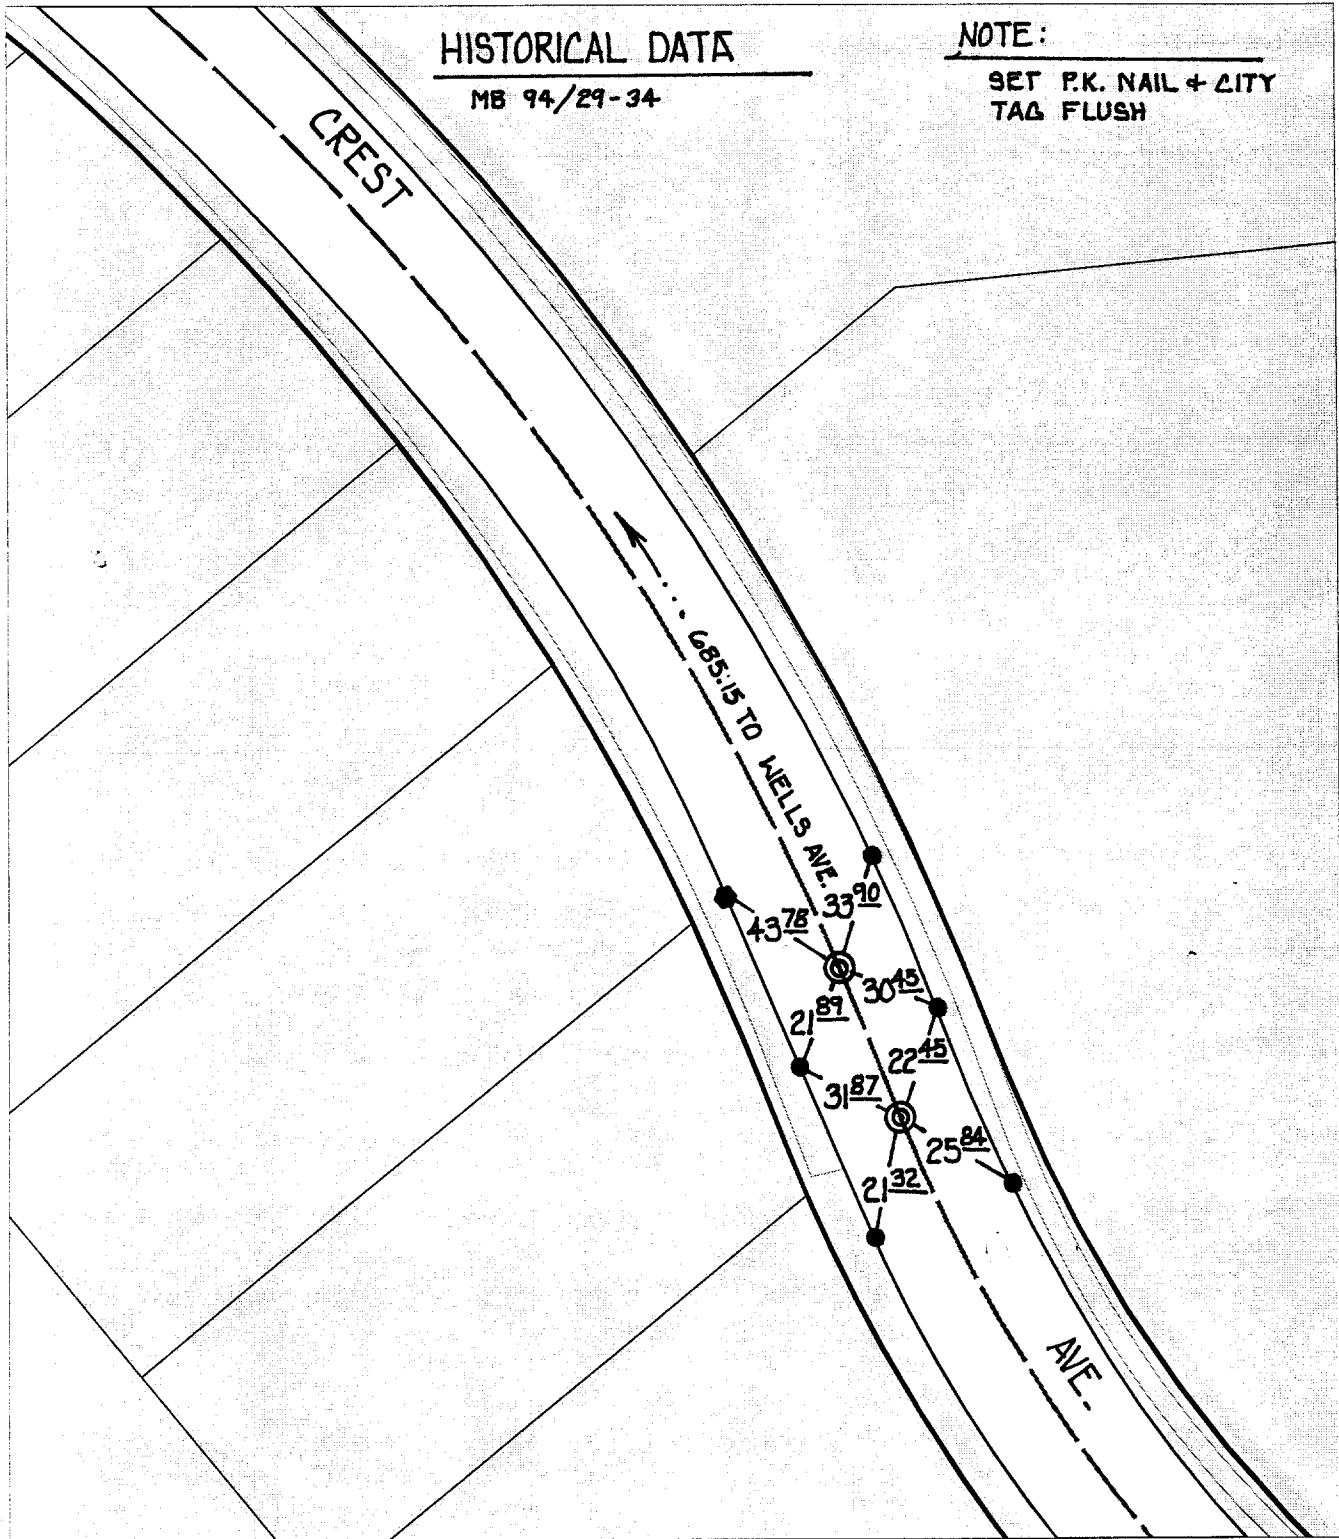 HISTORICAL DATA
MB 94/29-34
NOTE:
SET P.K. NAIL & CITY
TAG FLUSH
CREST
685.15 TO WELLS AVE.
33 90
43 78
30 45
21 89
22 45
31 87
25 84
21 32
AVE.